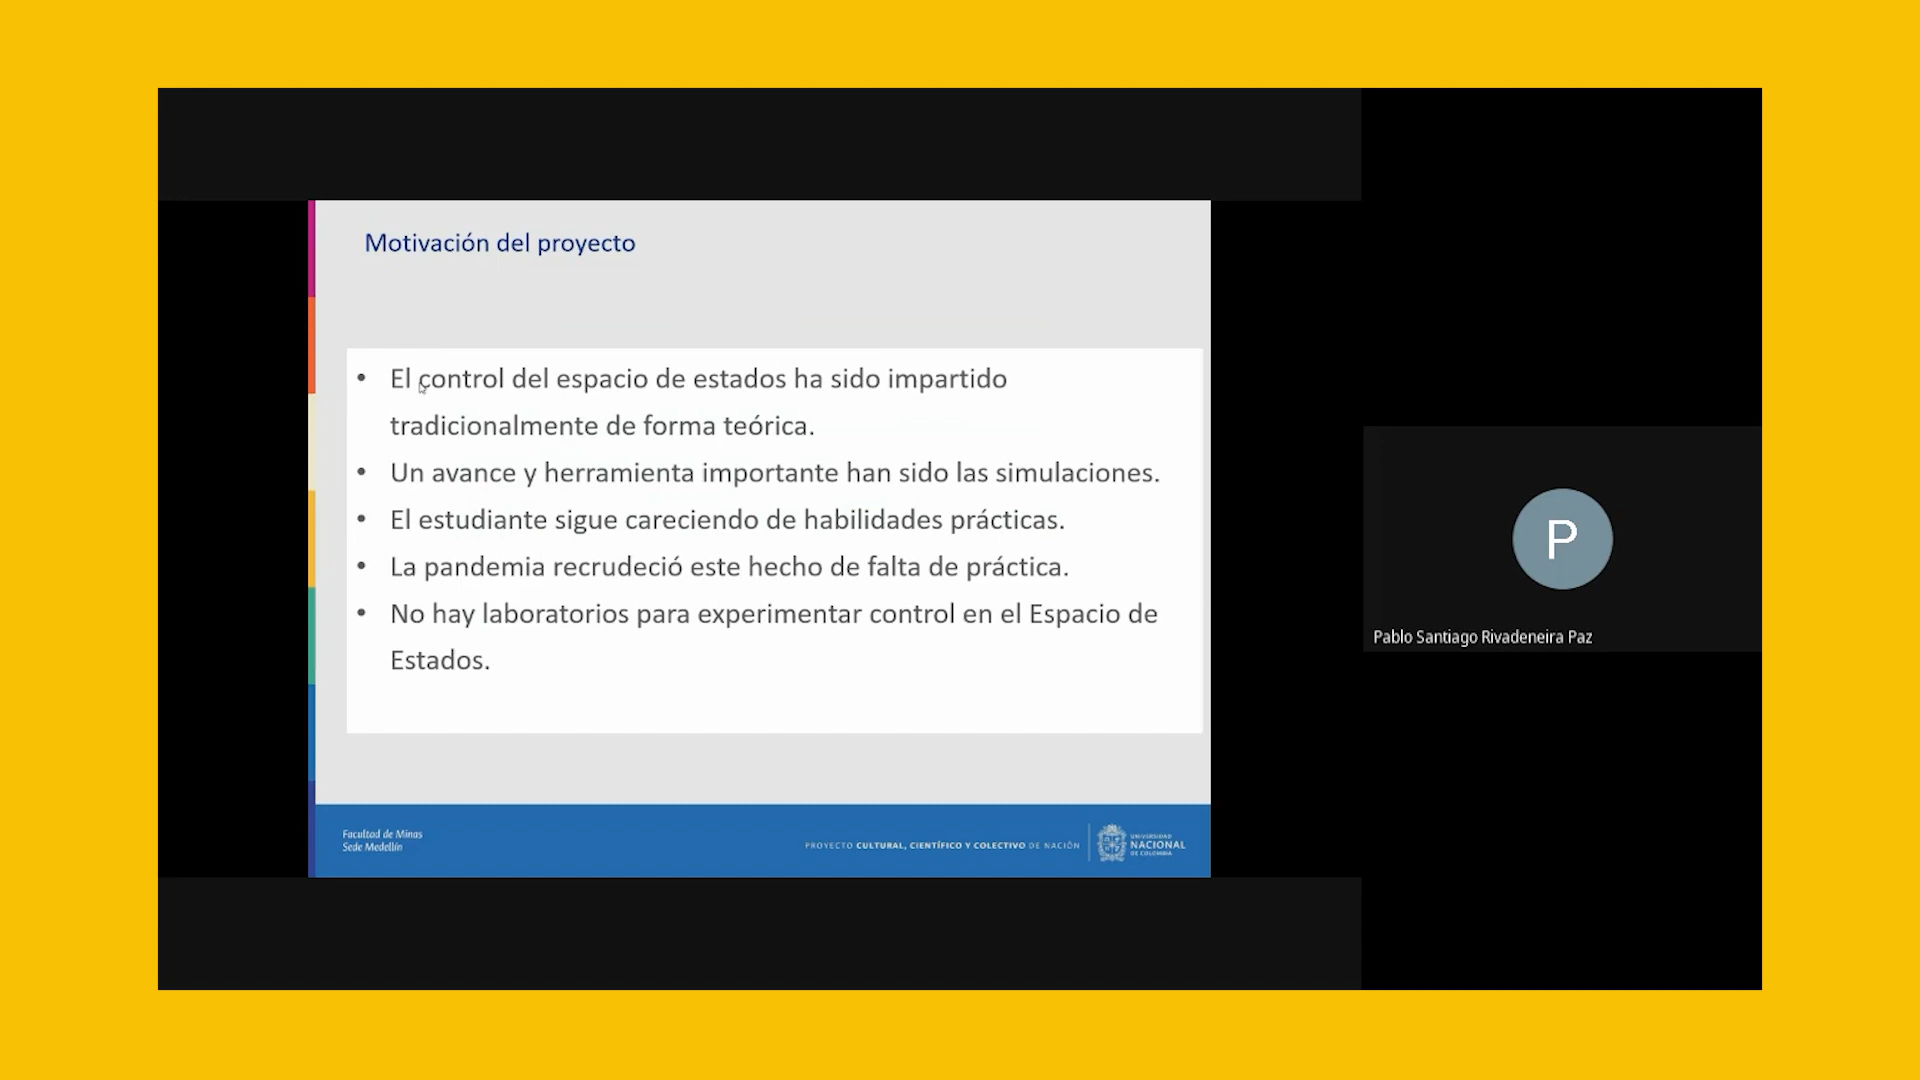 Motivación del proyecto
• El control del espacio de estados ha sido impartido
tradicionalmente de forma teórica.
• Un avance y herramienta importante han sido las simulaciones.
• El estudiante sigue careciendo de habilidades prácticas.
• La pandemia recrudeció este hecho de falta de práctica.
• No hay laboratorios para experimentar control en el Espacio de
Estados.
P
Pablo Santiago Rivadeneira Paz
Facultad de Minas
Sede Medellín
PROYECTO CULTURAL, CIENTÍFICO Y COLECTIVO DE NACIÓN
UNIVERSIDAD
NACIONAL
DE COLOMBIA